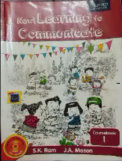 New Learning to
Communicate
Coursebook 1
S.K. Ram J.A. Mason